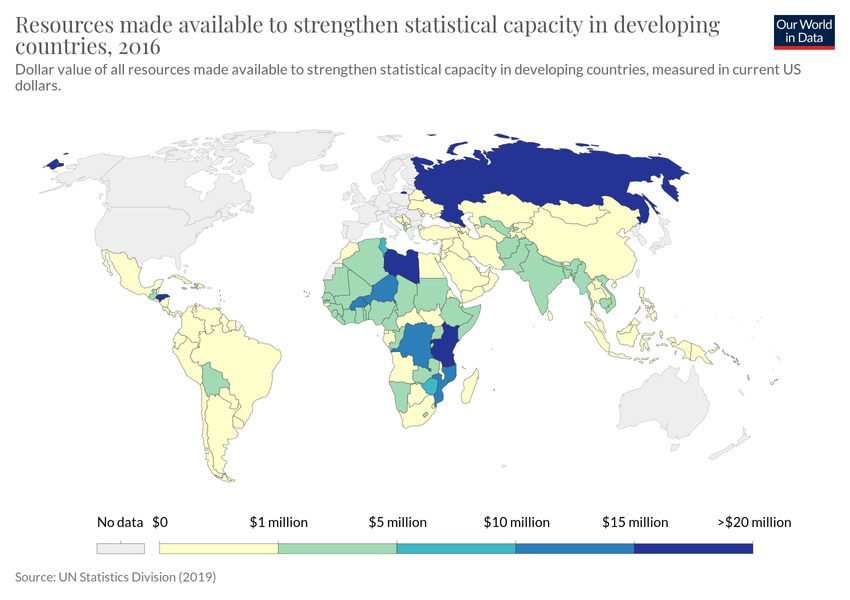 Resources made available to strengthen statistical capacity in developing
countries, 2016
Our World
in Data
Dollar value of all resources made available to strengthen statistical capacity in developing countries, measured in current US
dollars.
No data $0 $1 million $5 million $10 million $15 million >$20 million
Source: UN Statistics Division (2019)